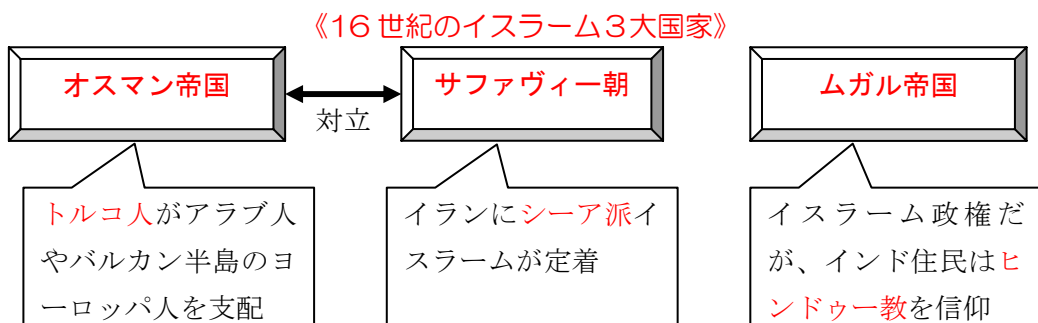 《16世紀のイスラーム3大国家》
オスマン帝国
対立
サファヴィー朝
ムガル帝国
トルコ人がアラブ人
やバルカン半島のヨ
ーロッパ人を支配
イランにシーア派イ
スラームが定着
イスラーム政権だ
が、インド住民はヒ
ンドゥー教を信仰